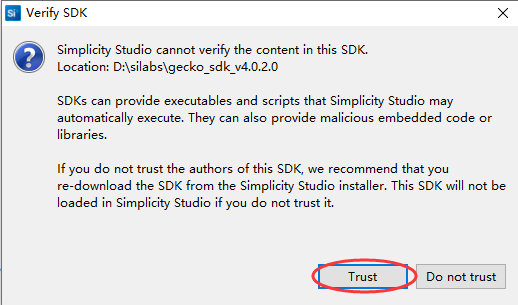 Si Verify SDK
Simplicity Studio cannot verify the content in this SDK.
Location: D:\silabs\gecko_sdk_v4.0.2.0
SDKs can provide executables and scripts that Simplicity Studio may
automatically execute. They can also provide malicious embedded code or
libraries.
If you do not trust the authors of this SDK, we recommend that you
re-download the SDK from the Simplicity Studio installer. This SDK will not be
loaded in Simplicity Studio if you do not trust it.
Trust Do not trust